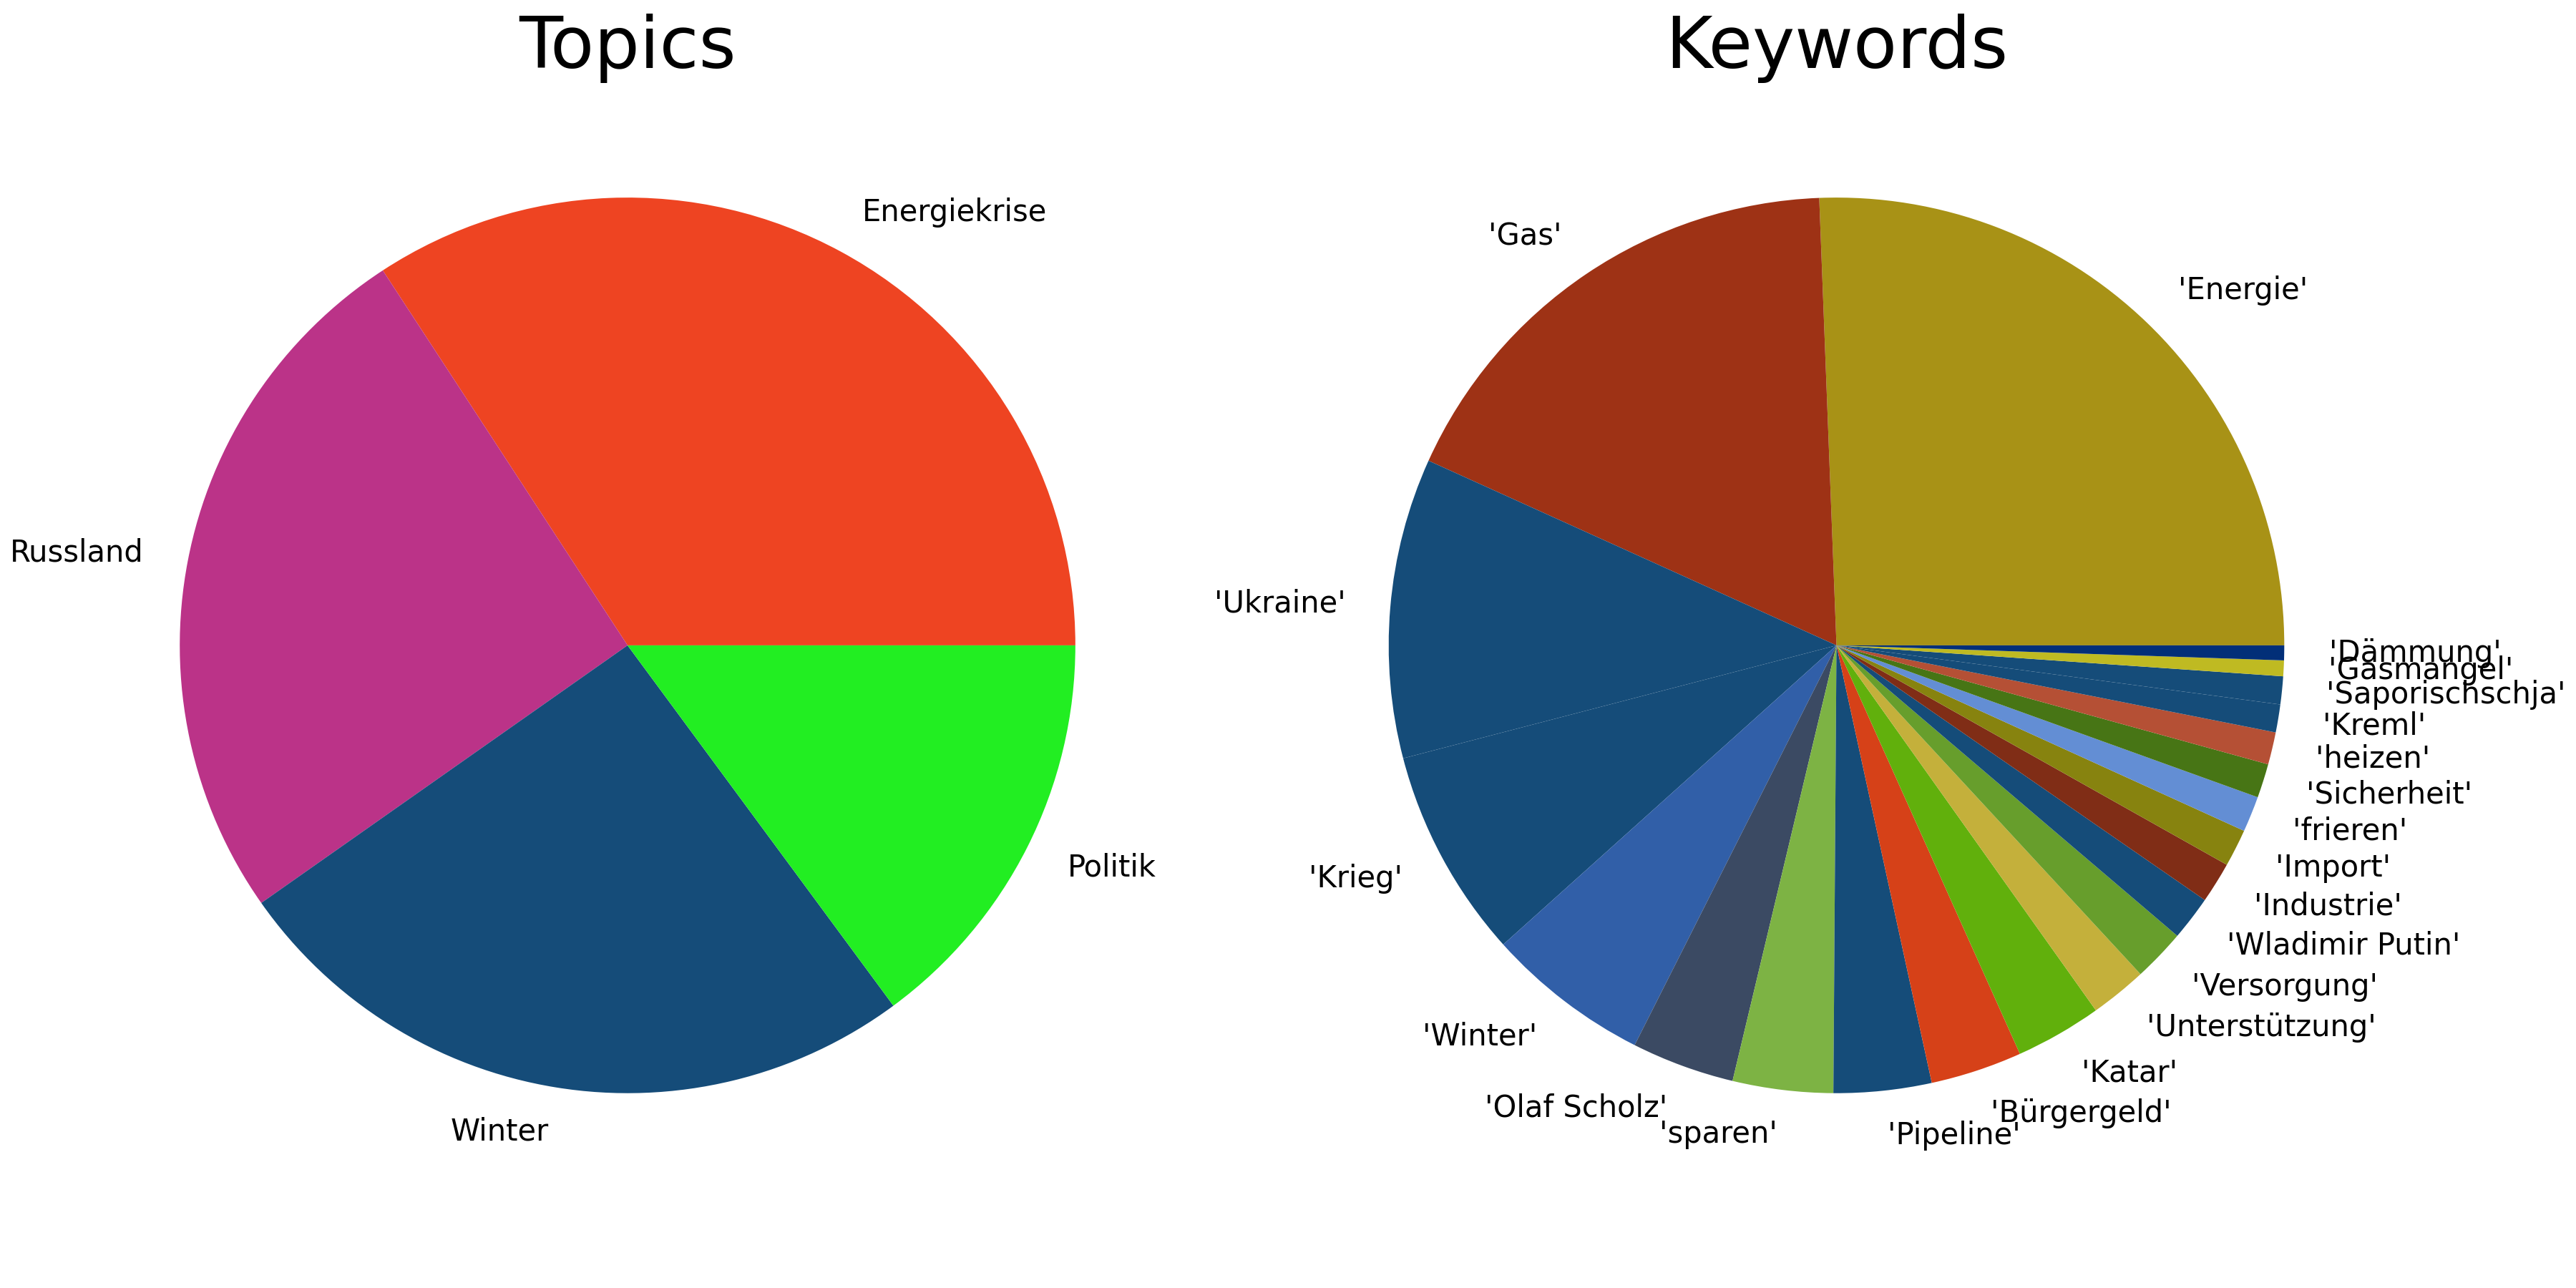 Topics
Energiekrise
Russland
Winter
Politik
Keywords
'Energie'
'Gas'
'Ukraine'
'Krieg'
'Winter'
'Olaf Scholz'
'sparen'
'Pipeline'
'Bürgergeld'
'Katar'
'Unterstützung'
'Versorgung'
'Wladimir Putin'
'Industrie'
'Import'
'frieren'
'Sicherheit'
'heizen'
'Kreml'
'Saporischschja'
'Gasmangel'
'Dämmung'